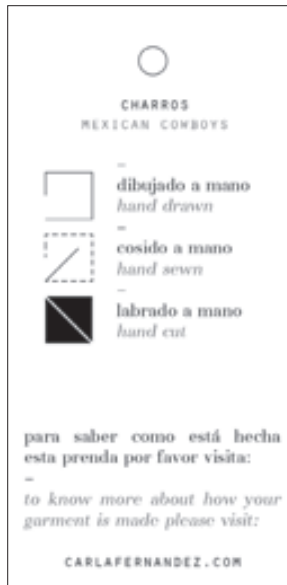 CHARROS
MEXICAN COWBOYS
–
dibujado a mano
hand drawn
–
cosido a mano
hand sewn
–
labrado a mano
hand cut
para saber como está hecha
esta prenda por favor visita:
–
to know more about how your
garment is made please visit:
CARLAFERNANDEZ.COM